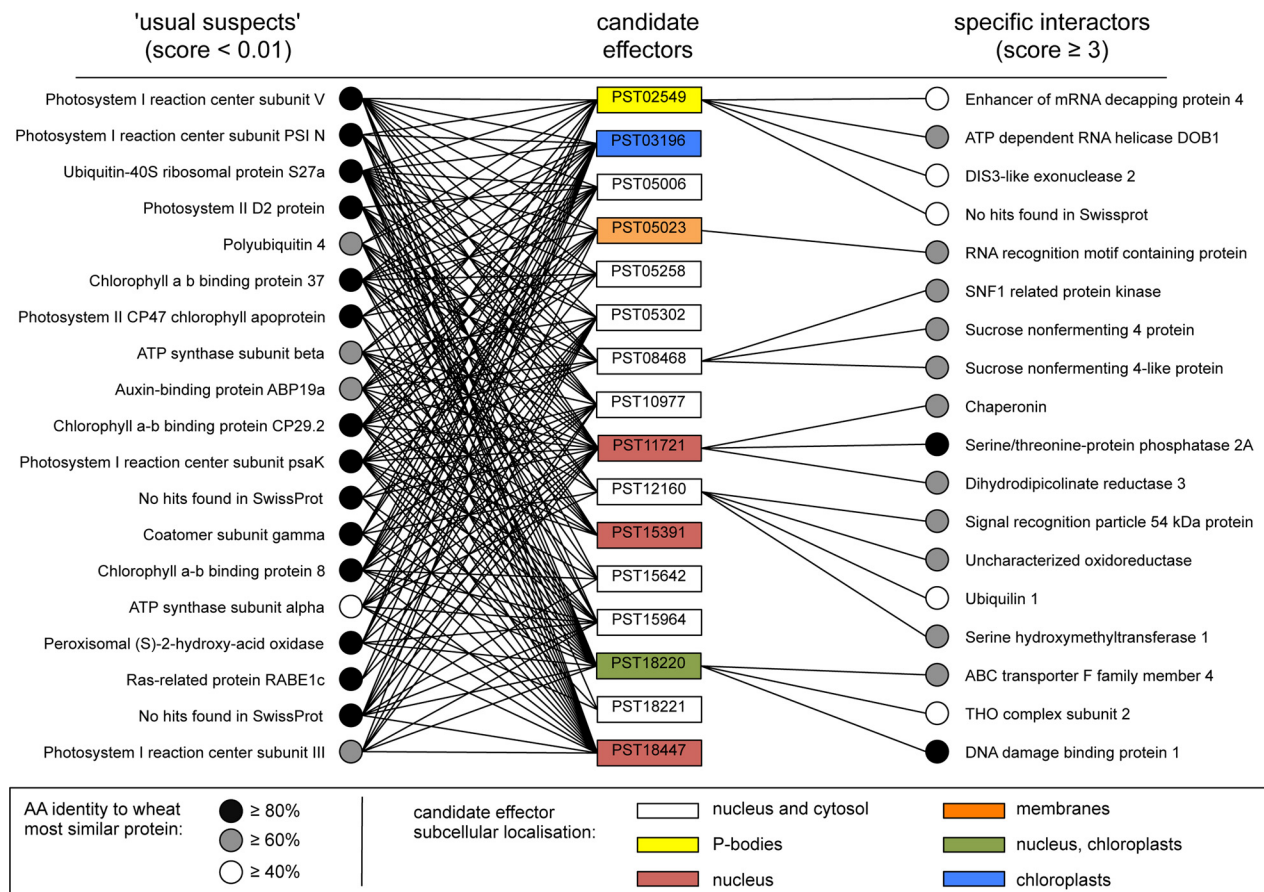 'usual suspects'
(score < 0.01)
candidate
effectors
specific interactors
(score ≥ 3)
Photosystem I reaction center subunit V
Photosystem I reaction center subunit PSI N
Ubiquitin-40S ribosomal protein S27a
Photosystem II D2 protein
Polyubiquitin 4
Chlorophyll a b binding protein 37
Photosystem II CP47 chlorophyll apoprotein
ATP synthase subunit beta
Auxin-binding protein ABP19a
Chlorophyll a-b binding protein CP29.2
Photosystem I reaction center subunit psaK
No hits found in SwissProt
Coatomer subunit gamma
Chlorophyll a-b binding protein 8
ATP synthase subunit alpha
Peroxisomal (S)-2-hydroxy-acid oxidase
Ras-related protein RABE1c
No hits found in SwissProt
Photosystem I reaction center subunit III
PST02549
PST03196
PST05006
PST05023
PST05258
PST05302
PST08468
PST10977
PST11721
PST12160
PST15391
PST15642
PST15964
PST18220
PST18221
PST18447
Enhancer of mRNA decapping protein 4
ATP dependent RNA helicase DOB1
DIS3-like exonuclease 2
No hits found in Swissprot
RNA recognition motif containing protein
SNF1 related protein kinase
Sucrose nonfermenting 4 protein
Sucrose nonfermenting 4-like protein
Chaperonin
Serine/threonine-protein phosphatase 2A
Dihydrodipicolinate reductase 3
Signal recognition particle 54 kDa protein
Uncharacterized oxidoreductase
Ubiquilin 1
Serine hydroxymethyltransferase 1
ABC transporter F family member 4
THO complex subunit 2
DNA damage binding protein 1
AA identity to wheat
most similar protein:
≥ 80%
≥ 60%
≥ 40%
candidate effector
subcellular localisation:
nucleus and cytosol
P-bodies
nucleus
membranes
nucleus, chloroplasts
chloroplasts